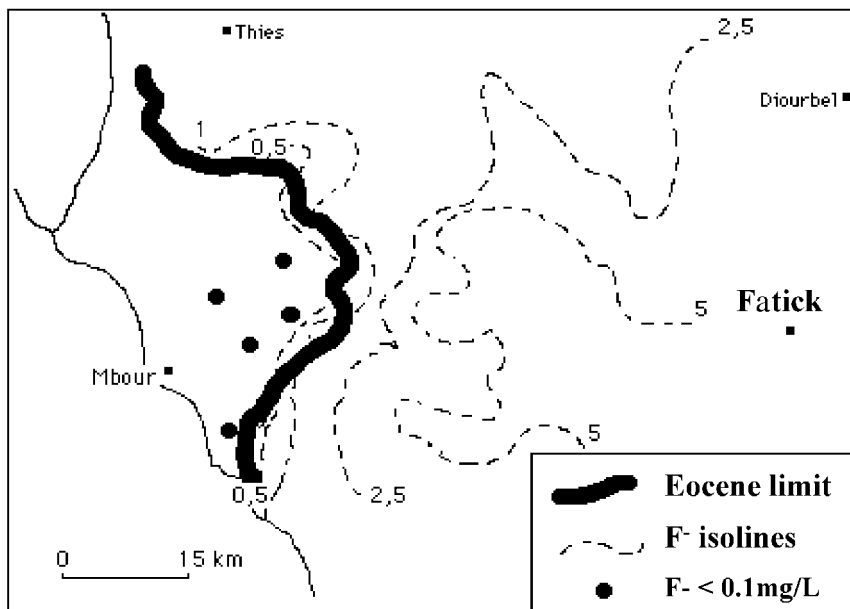 Thies
2,5
Diourbel
1
0,5
Fatick
5
Mbour
5
0,5
2,5
0 15 km
Eocene limit
F- isolines
F- < 0.1mg/L